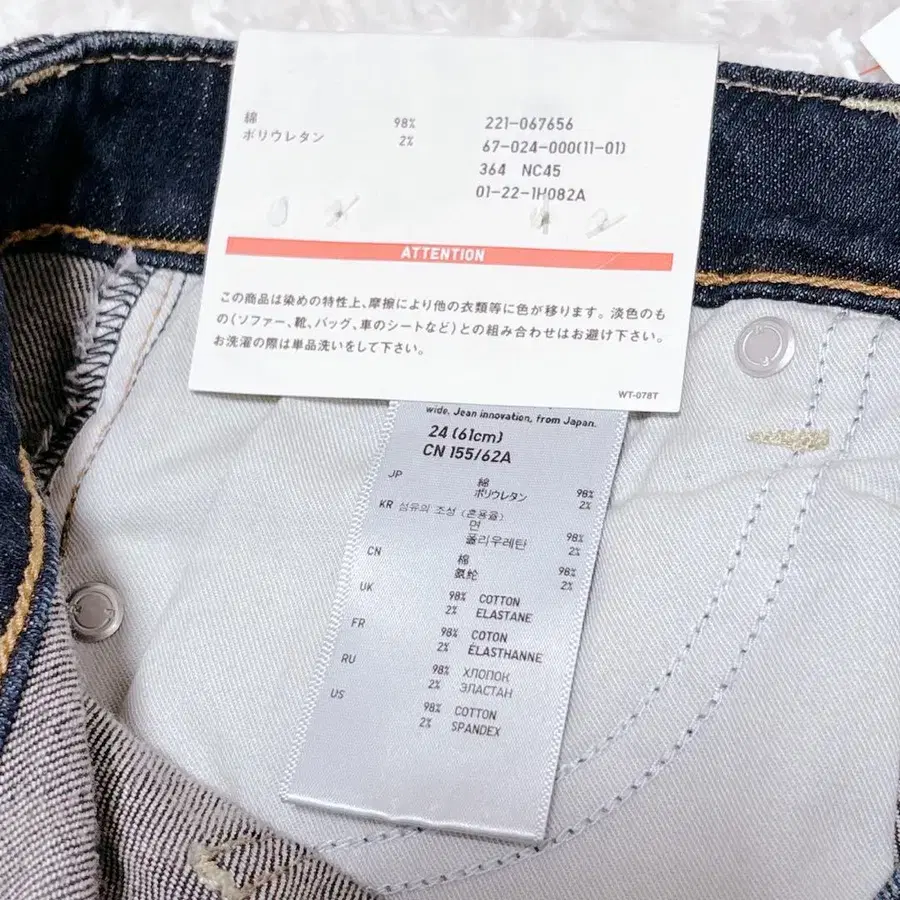 綿 98%
ポリウレタン 2%
221-067656
67-024-000(11-01)
364 NC45
01-22-1H082A
ATTENTION
この商品は染めの特性上、摩擦により他の衣類等に色が移ります。淡色のも
の(ソファー、靴、バッグ、車のシートなど)との組み合わせはお避け下さい。
お洗濯の際は単品洗いをして下さい。
WT-078T
wide. Jean innovation, from Japan.
24 (61cm)
CN 155/62A
JP 綿 98%
ポリウレタン 2%
KR 섬유의 조성 (혼용율)
면 98%
폴리우레탄 2%
CN 棉 98%
氨纶 2%
UK 98% COTTON
2% ELASTANE
FR 98% COTON
2% ÉLASTHANNE
RU 98% ХЛОПОК
2% ЭЛАСТАН
US 98% COTTON
2% SPANDEX